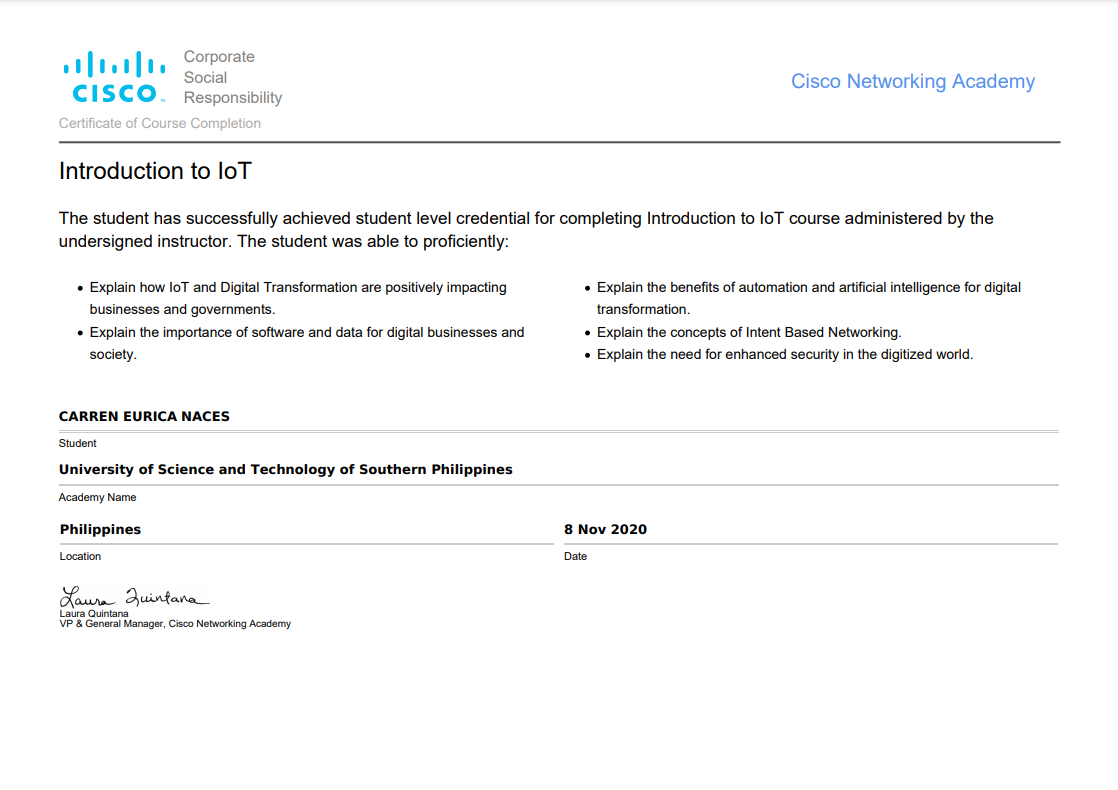 Corporate
Social
Responsibility
CISCO
Cisco Networking Academy
Certificate of Course Completion
Introduction to IoT
The student has successfully achieved student level credential for completing Introduction to IoT course administered by the
undersigned instructor. The student was able to proficiently:
• Explain how IoT and Digital Transformation are positively impacting
businesses and governments.
• Explain the importance of software and data for digital businesses and
society.
• Explain the benefits of automation and artificial intelligence for digital
transformation.
• Explain the concepts of Intent Based Networking.
• Explain the need for enhanced security in the digitized world.
CARREN EURICA NACES
Student
University of Science and Technology of Southern Philippines
Academy Name
Philippines
Location
8 Nov 2020
Date
Laura Quintana
Laura Quintana
VP & General Manager, Cisco Networking Academy